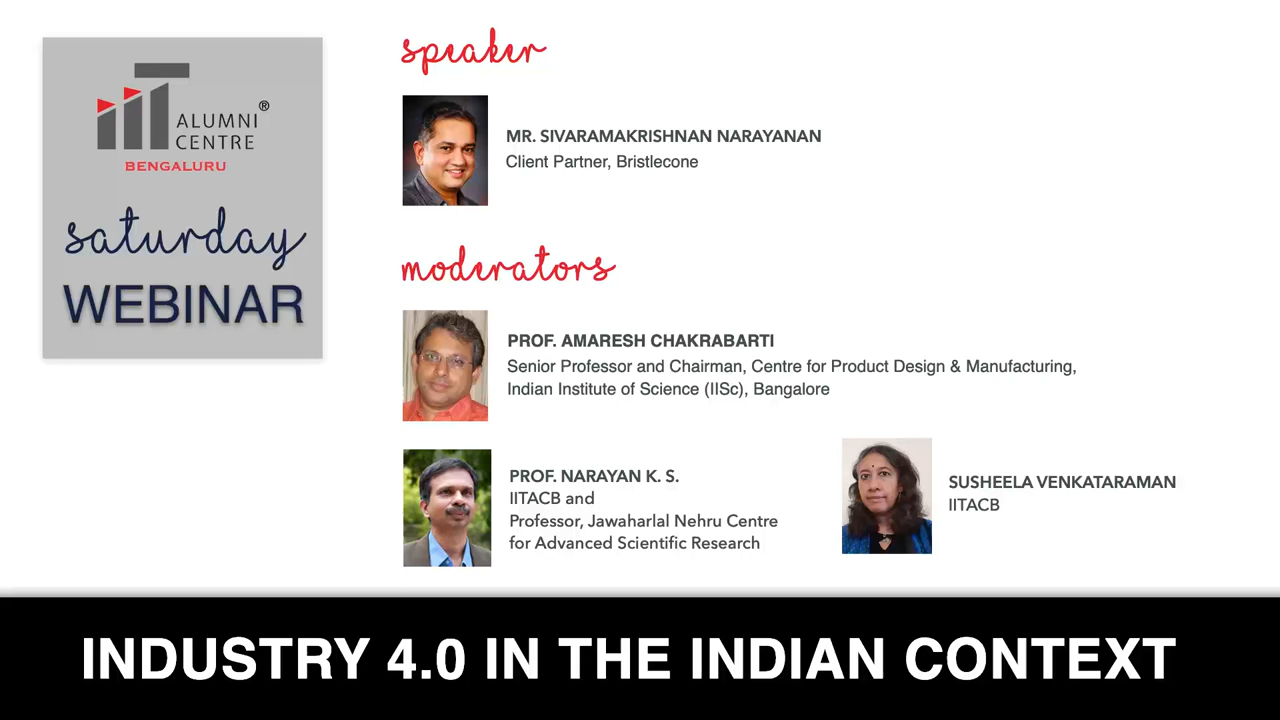 IIT ALUMNI
CENTRE®
BENGALURU
saturday
WEBINAR
speaker
MR. SIVARAMAKRISHNAN NARAYANAN
Client Partner, Bristlecone
moderators
PROF. AMARESH CHAKRABARTI
Senior Professor and Chairman, Centre for Product Design & Manufacturing,
Indian Institute of Science (IISc), Bangalore
PROF. NARAYAN K. S.
IITACB and
Professor, Jawaharlal Nehru Centre
for Advanced Scientific Research
SUSHEELA VENKATARAMAN
IITACB
INDUSTRY 4.0 IN THE INDIAN CONTEXT